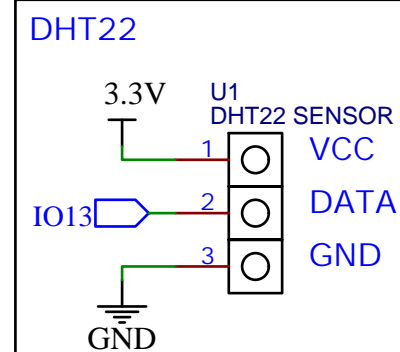 DHT22
3.3V
U1
DHT22 SENSOR
1
VCC
IO13
2
DATA
3
GND
GND